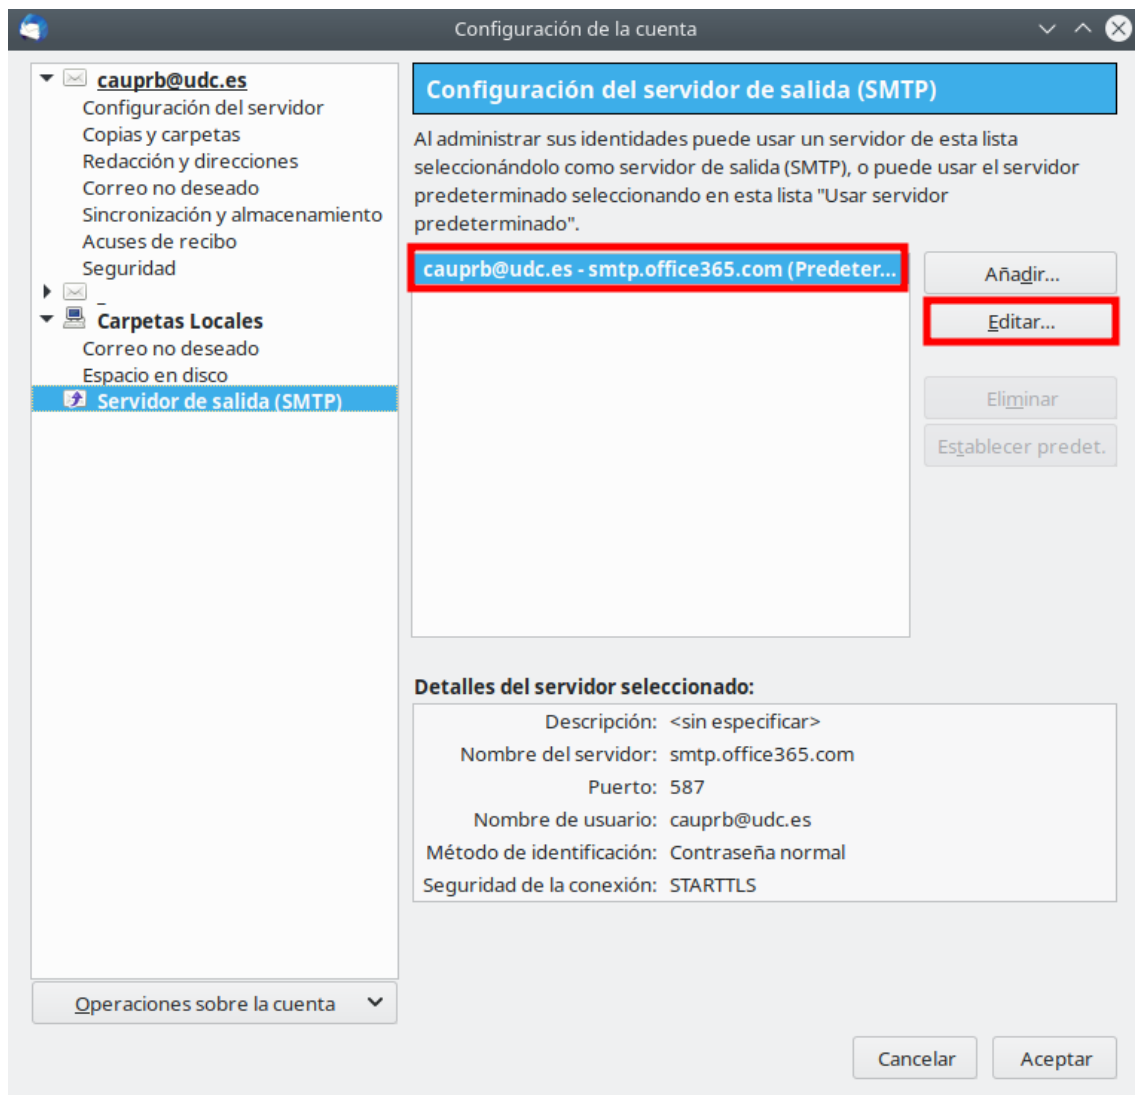 Configuración de la cuenta
cauprb@udc.es
Configuración del servidor
Copias y carpetas
Redacción y direcciones
Correo no deseado
Sincronización y almacenamiento
Acuses de recibo
Seguridad
_
Carpetas Locales
Correo no deseado
Espacio en disco
Servidor de salida (SMTP)
Operaciones sobre la cuenta
Configuración del servidor de salida (SMTP)
Al administrar sus identidades puede usar un servidor de esta lista
seleccionándolo como servidor de salida (SMTP), o puede usar el servidor
predeterminado seleccionando en esta lista "Usar servidor
predeterminado".
cauprb@udc.es - smtp.office365.com (Predeter...
Añadir...
Editar...
Eliminar
Establecer predet.
Detalles del servidor seleccionado:
Descripción: <sin especificar>
Nombre del servidor: smtp.office365.com
Puerto: 587
Nombre de usuario: cauprb@udc.es
Método de identificación: Contraseña normal
Seguridad de la conexión: STARTTLS
Cancelar
Aceptar